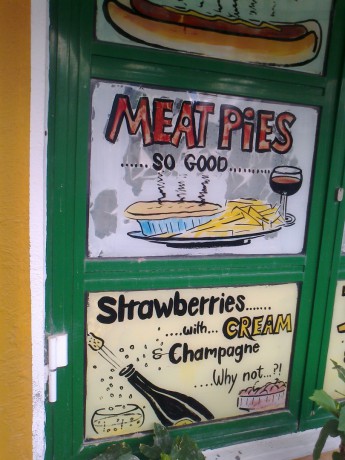 MEAT PiES
......SO GOOD......
Strawberries.......
.....with... CREAM
& Champagne
....Why not...?!